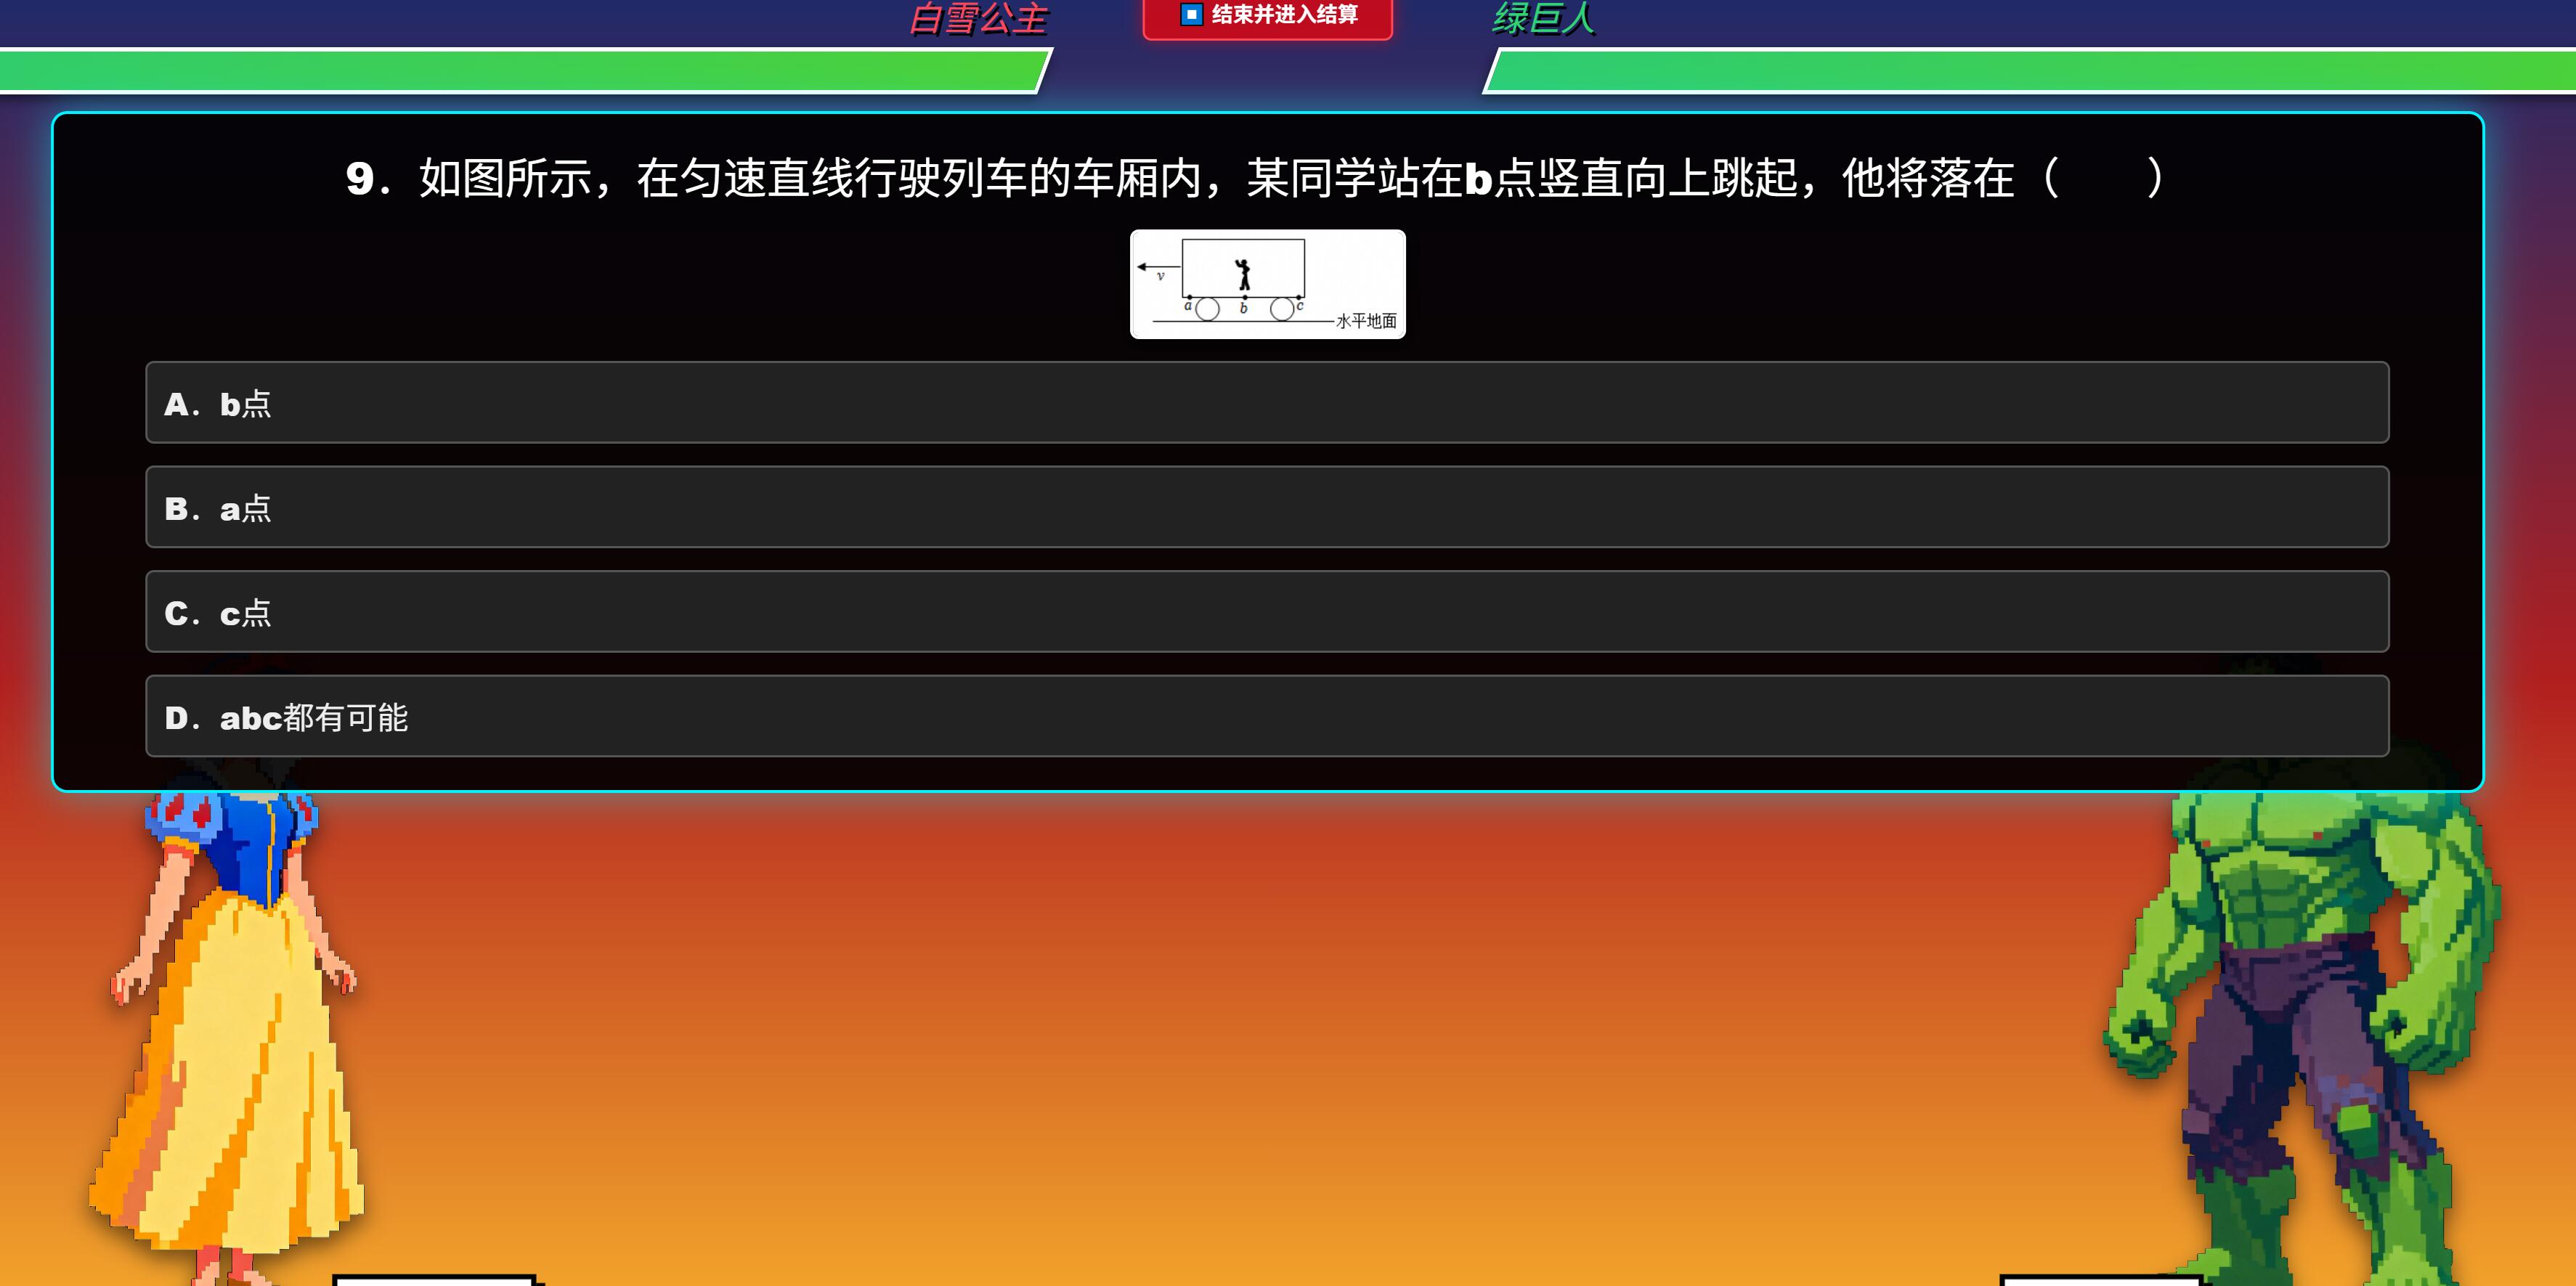 白雪公主
结束并进入结算
绿巨人
9. 如图所示，在匀速直线行驶列车的车厢内，某同学站在b点竖直向上跳起，他将落在（　　）
v
a b c
水平地面
A. b点
B. a点
C. c点
D. abc都有可能